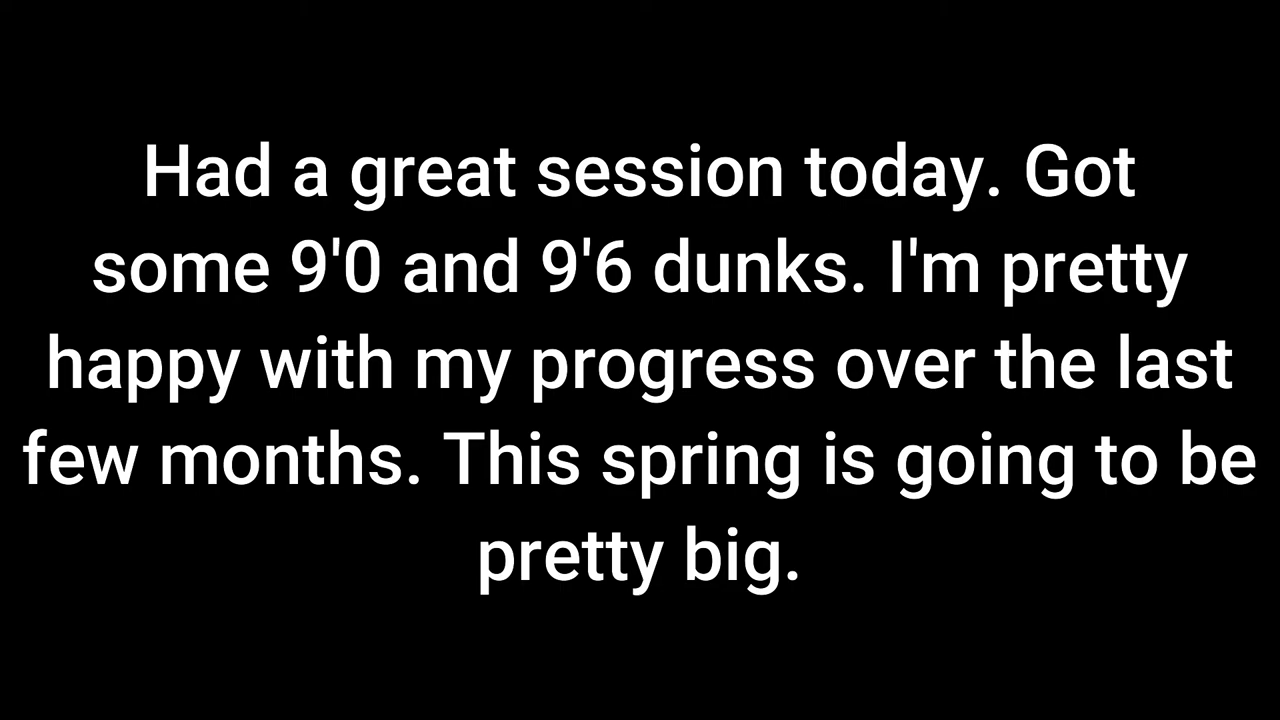 Had a great session today. Got
some 9'0 and 9'6 dunks. I'm pretty
happy with my progress over the last
few months. This spring is going to be
pretty big.